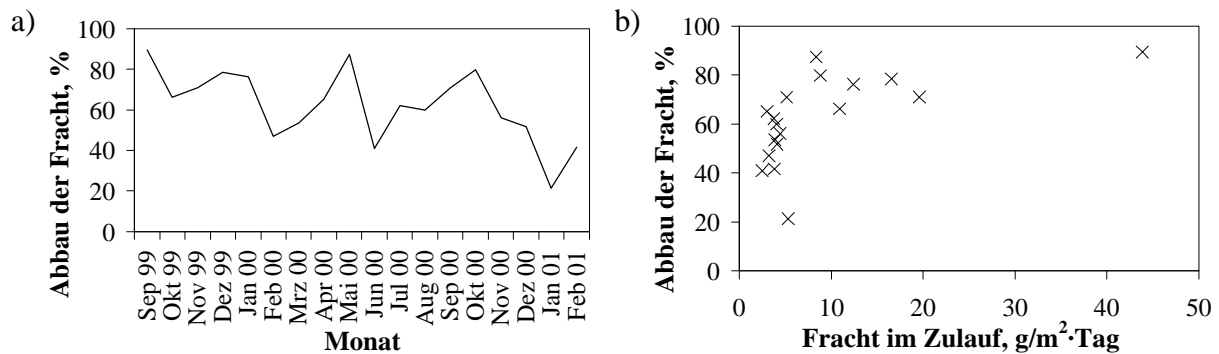 a)
Abbau der Fracht, %
100
80
60
40
20
0
Sep 99
Okt 99
Nov 99
Dez 99
Jan 00
Feb 00
Mrz 00
Apr 00
Mai 00
Jun 00
Jul 00
Aug 00
Sep 00
Okt 00
Nov 00
Dez 00
Jan 01
Feb 01
Monat
b)
Abbau der Fracht, %
100
80
60
40
20
0
0 10 20 30 40 50
Fracht im Zulauf, g/m²·Tag